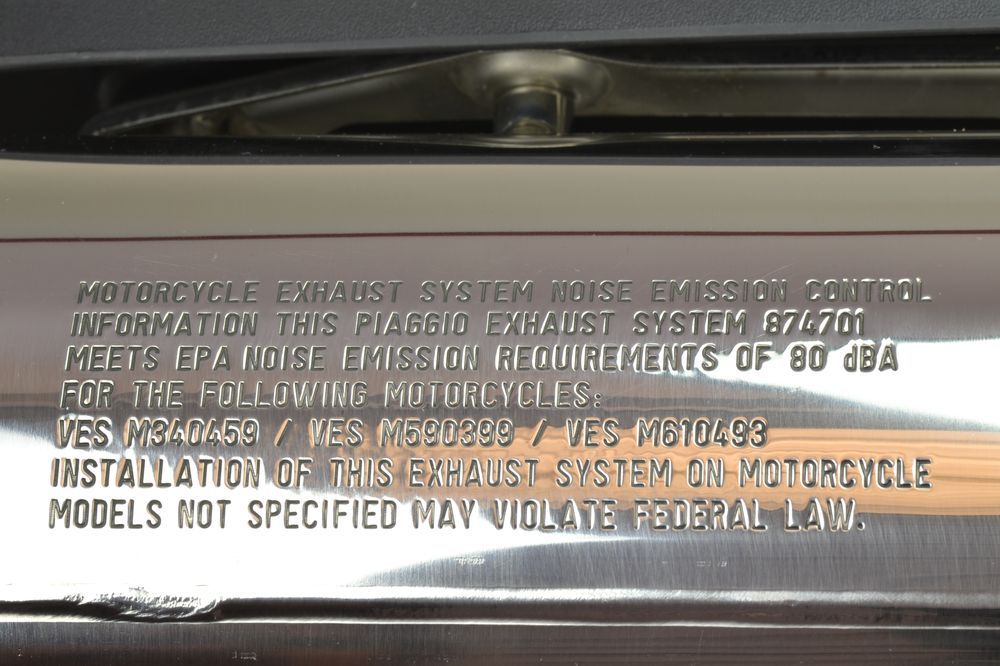 MOTORCYCLE EXHAUST SYSTEM NOISE EMISSION CONTROL
INFORMATION THIS PIAGGIO EXHAUST SYSTEM 874701
MEETS EPA NOISE EMISSION REQUIREMENTS OF 80 dBA
FOR THE FOLLOWING MOTORCYCLES:
VES M340459 / VES M590399 / VES M610493
INSTALLATION OF THIS EXHAUST SYSTEM ON MOTORCYCLE
MODELS NOT SPECIFIED MAY VIOLATE FEDERAL LAW.